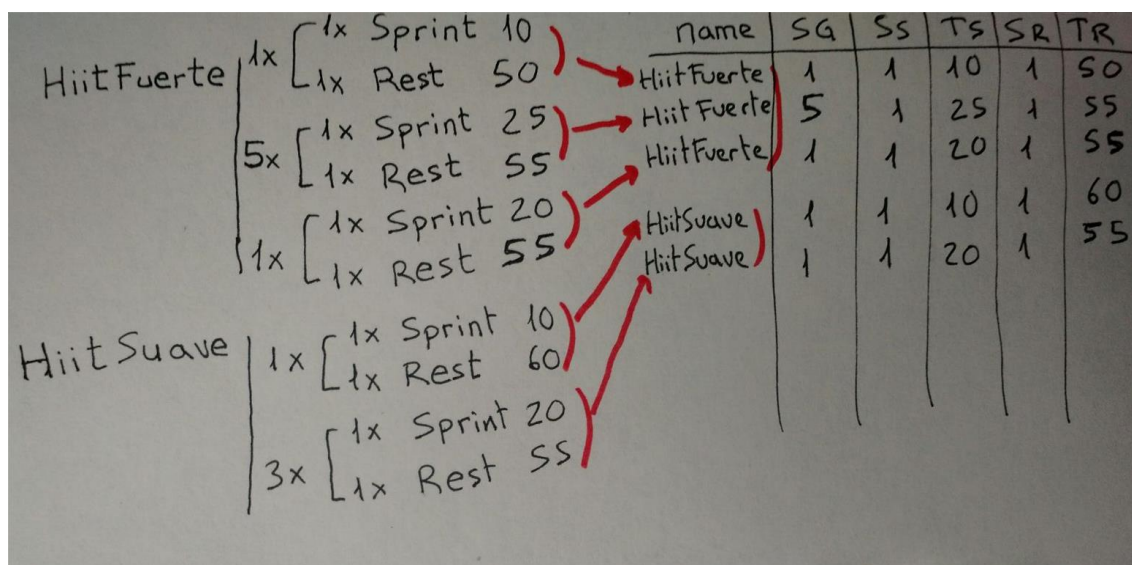 HiitFuerte
1x
1x Sprint 10
1x Rest 50
5x
1x Sprint 25
1x Rest 55
1x
1x Sprint 20
1x Rest 55
HiitSuave
1x
1x Sprint 10
1x Rest 60
3x
1x Sprint 20
1x Rest 55
name SG SS TS SR TR
HiitFuerte 1 1 10 1 50
HiitFuerte 5 1 25 1 55
HiitFuerte 1 1 20 1 55
HiitSuave 1 1 10 1 60
HiitSuave 1 1 20 1 55